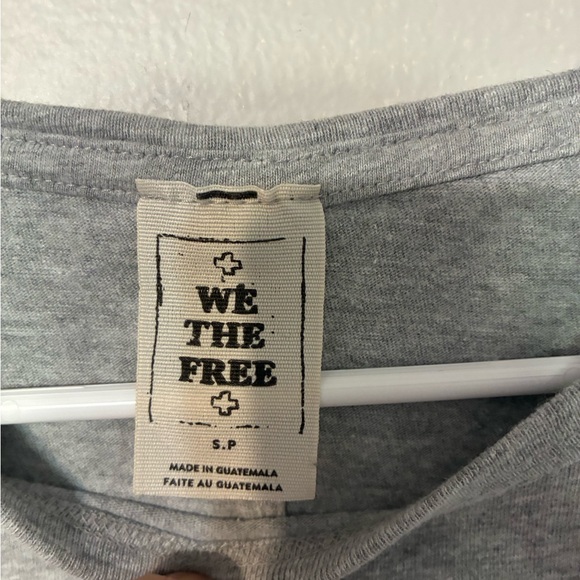 WE
THE
FREE
S.P
MADE IN GUATEMALA
FAITE AU GUATEMALA